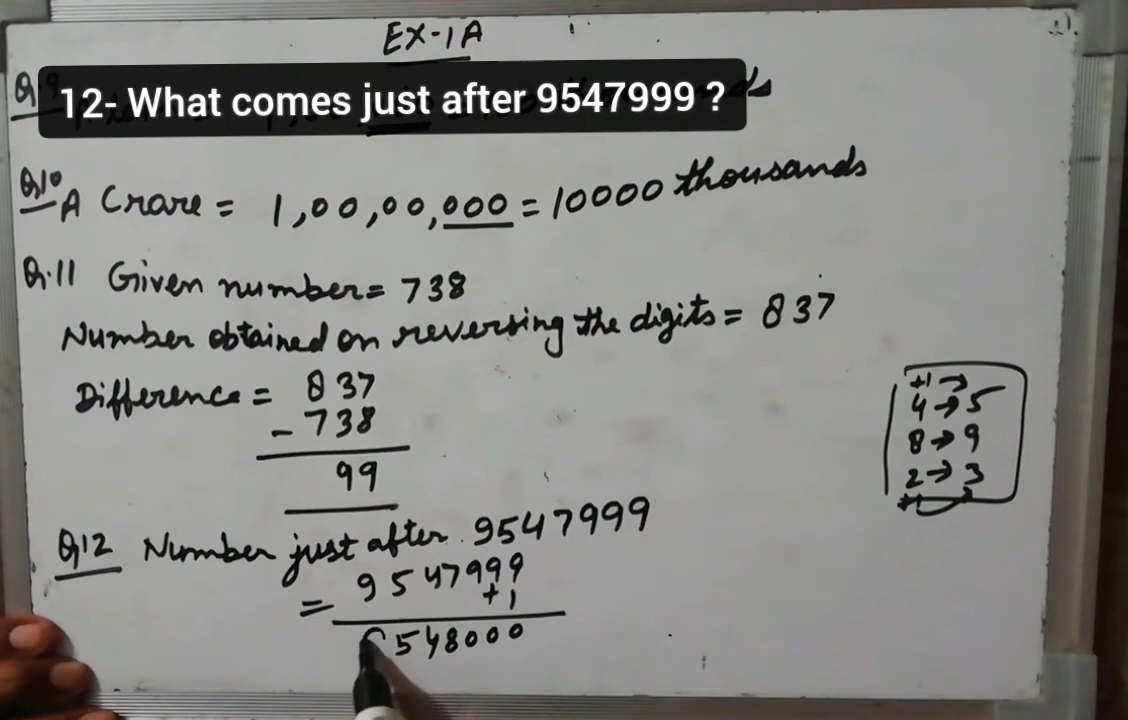 EX-1A
12- What comes just after 9547999 ?
Q10 A Crare = 1,00,00,000 = 10000 thousands
Q.11 Given number= 738
Number obtained on reversing the digits = 837
Difference = 837
- 738
99
+1 →
4 → 5
8 → 9
2 → 3
Q12 Number just after 9547999
= 9547999
+1
548000